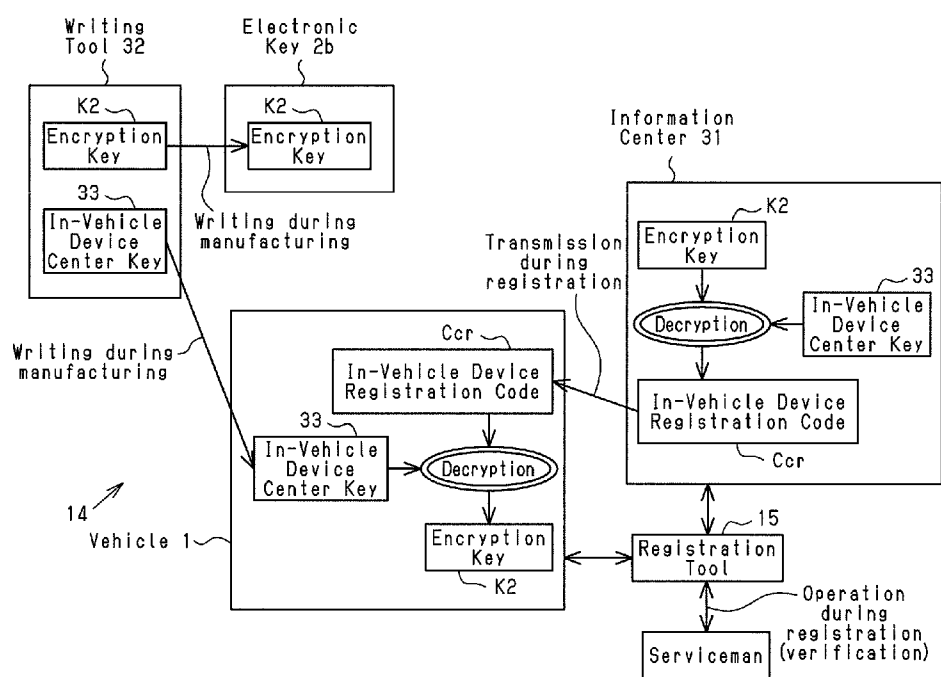 Writing
Tool 32
Electronic
Key 2b
K2
Encryption
Key
K2
Encryption
Key
33
In-Vehicle
Device
Center Key
Writing during
manufacturing
Writing during
manufacturing
Information
Center 31
K2
Encryption
Key
33
In-Vehicle
Device
Center Key
Decryption
In-Vehicle Device
Registration Code
Ccr
Transmission
during
registration
Ccr
In-Vehicle Device
Registration Code
33
In-Vehicle
Device
Center Key
Decryption
Encryption
Key
K2
14
Vehicle 1
15
Registration
Tool
Operation
during
registration
(verification)
Serviceman